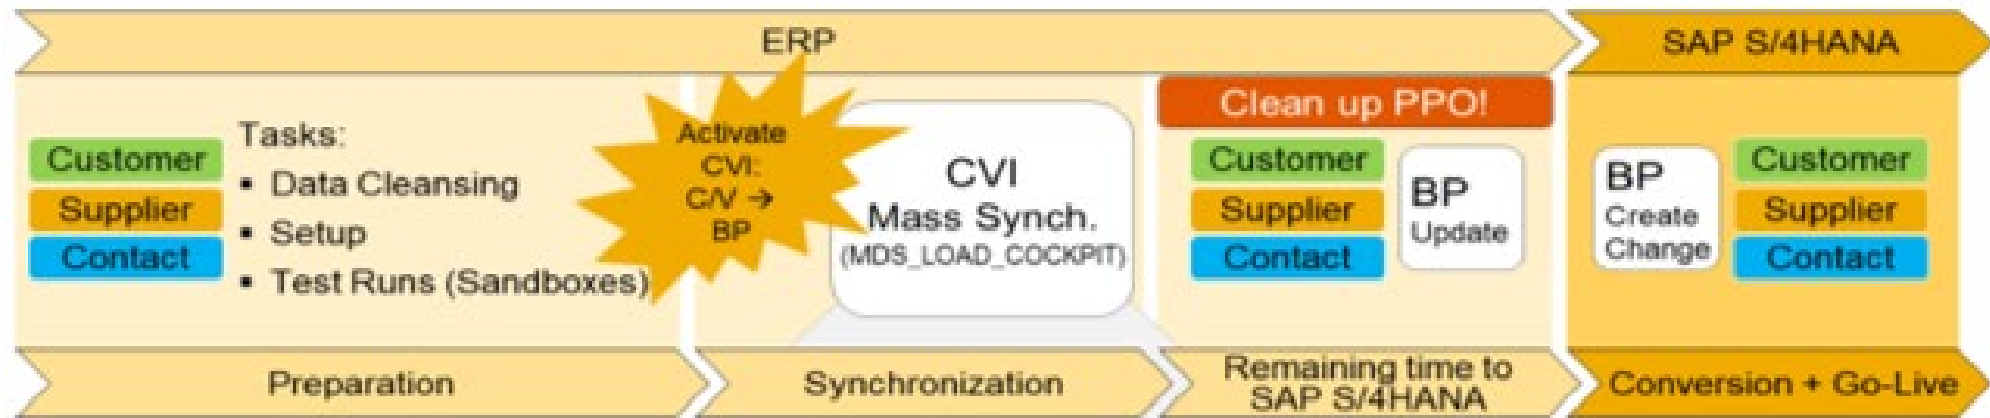 ERP
SAP S/4HANA
Customer
Supplier
Contact
Tasks:
▪ Data Cleansing
▪ Setup
▪ Test Runs (Sandboxes)
Activate
CVI:
C/V →
BP
CVI
Mass Synch.
(MDS_LOAD_COCKPIT)
Clean up PPO!
Customer
Supplier
Contact
BP
Update
BP
Create
Change
Customer
Supplier
Contact
Preparation
Synchronization
Remaining time to
SAP S/4HANA
Conversion + Go-Live